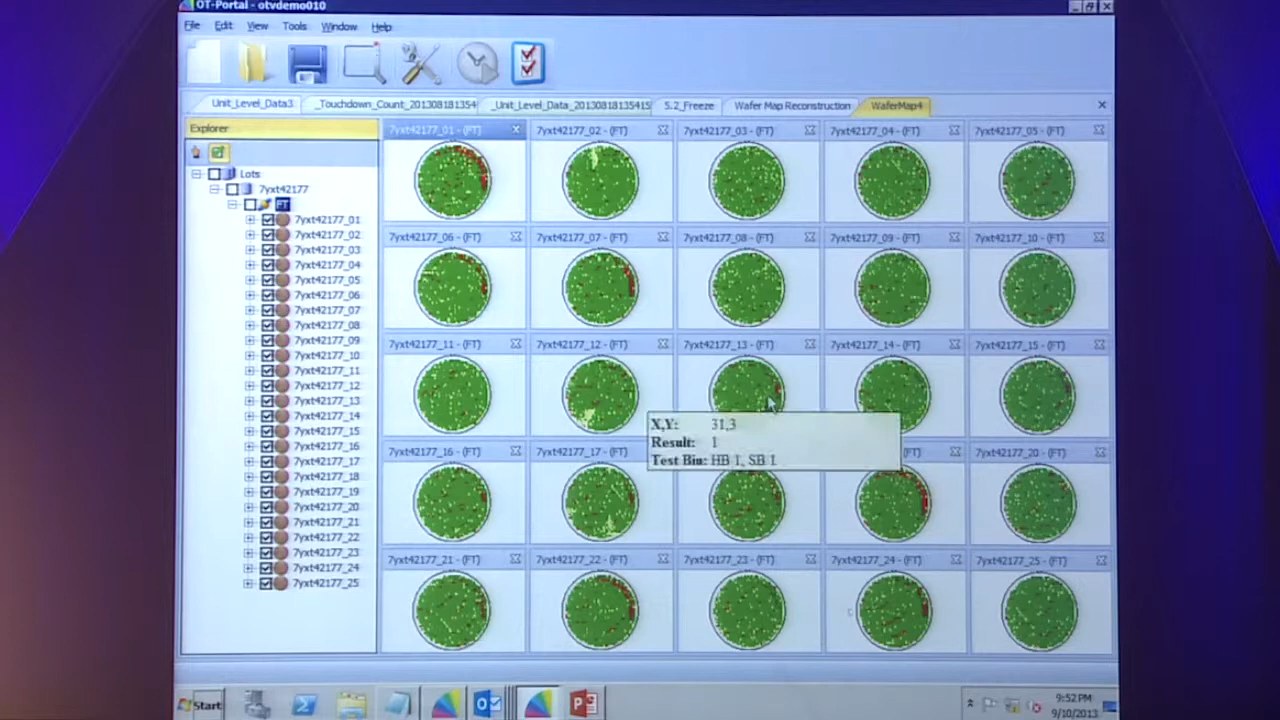 OT-Portal - otvdemo010
File Edit View Tools Window Help
Unit_Level_Data3 _Touchdown_Count_201308181354 _Unit_Level_Data_20130818135415 5.2_Freeze Wafer Map Reconstruction WaferMap4
Explorer
Lots
7yxt42177
FT
7yxt42177_01
7yxt42177_02
7yxt42177_03
7yxt42177_04
7yxt42177_05
7yxt42177_06
7yxt42177_07
7yxt42177_08
7yxt42177_09
7yxt42177_10
7yxt42177_11
7yxt42177_12
7yxt42177_13
7yxt42177_14
7yxt42177_15
7yxt42177_16
7yxt42177_17
7yxt42177_18
7yxt42177_19
7yxt42177_20
7yxt42177_21
7yxt42177_22
7yxt42177_23
7yxt42177_24
7yxt42177_25
7yxt42177_01 - (FT) 7yxt42177_02 - (FT) 7yxt42177_03 - (FT) 7yxt42177_04 - (FT) 7yxt42177_05 - (FT)
7yxt42177_06 - (FT) 7yxt42177_07 - (FT) 7yxt42177_08 - (FT) 7yxt42177_09 - (FT) 7yxt42177_10 - (FT)
7yxt42177_11 - (FT) 7yxt42177_12 - (FT) 7yxt42177_13 - (FT) 7yxt42177_14 - (FT) 7yxt42177_15 - (FT)
X,Y: 31,3
Result: 1
Test Bin: HB 1, SB 1
7yxt42177_16 - (FT) 7yxt42177_17 - (FT) (FT) 7yxt42177_20 - (FT)
7yxt42177_21 - (FT) 7yxt42177_22 - (FT) 7yxt42177_23 - (FT) 7yxt42177_24 - (FT) 7yxt42177_25 - (FT)
Start
9:52 PM
9/10/2013